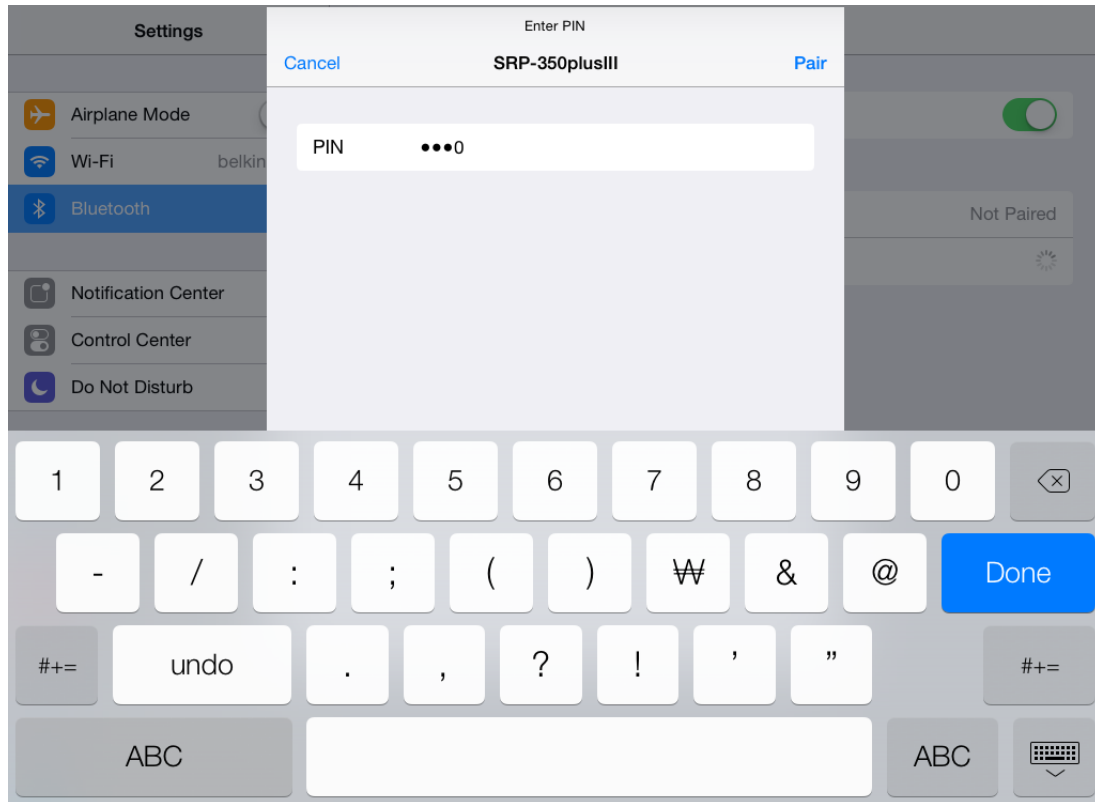 Settings
Enter PIN
Cancel SRP-350plusIII Pair
Airplane Mode
PIN •••0
Wi-Fi belkin
Bluetooth
Not Paired
Notification Center
Control Center
Do Not Disturb
1 2 3 4 5 6 7 8 9 0
- / : ; ( ) ₩ & @ Done
#+= undo . , ? ! ’ ” #+=
ABC ABC